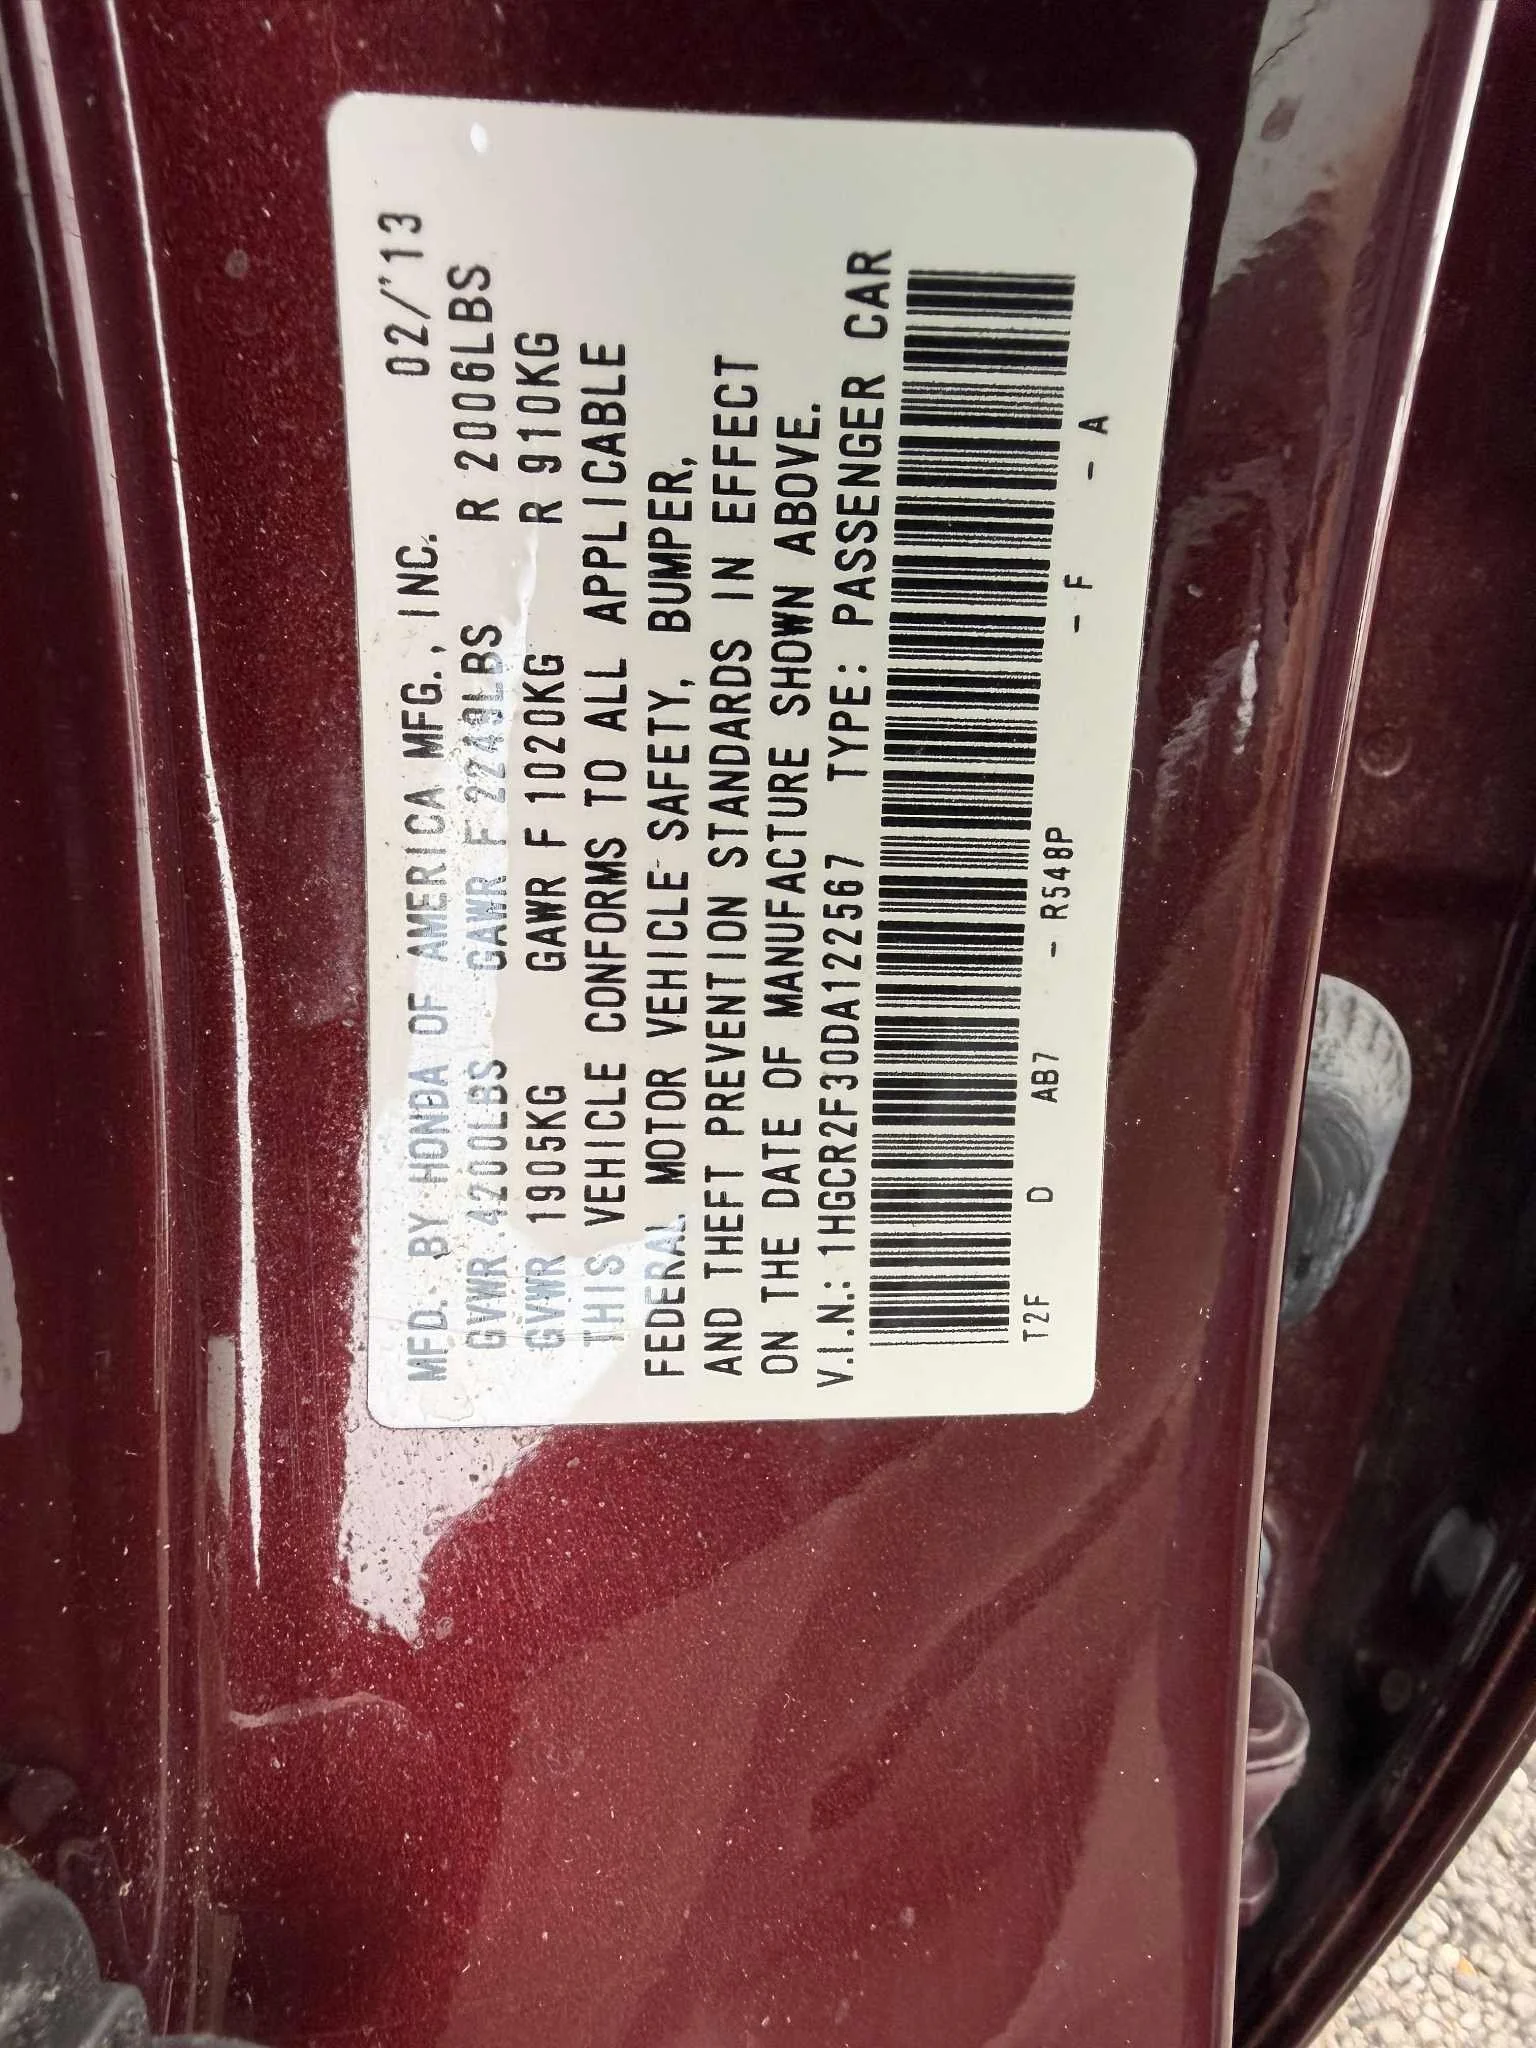 MFD. BY HONDA OF AMERICA MFG., INC. 02/'13
GVWR 4200LBS GAWR F 2249LBS R 2006LBS
GVWR 1905KG GAWR F 1020KG R 910KG
THIS VEHICLE CONFORMS TO ALL APPLICABLE
FEDERAL MOTOR VEHICLE SAFETY, BUMPER,
AND THEFT PREVENTION STANDARDS IN EFFECT
ON THE DATE OF MANUFACTURE SHOWN ABOVE.
V.I.N.: 1HGCR2F30DA122567 TYPE: PASSENGER CAR
T2F D AB7 - R548P - F - A